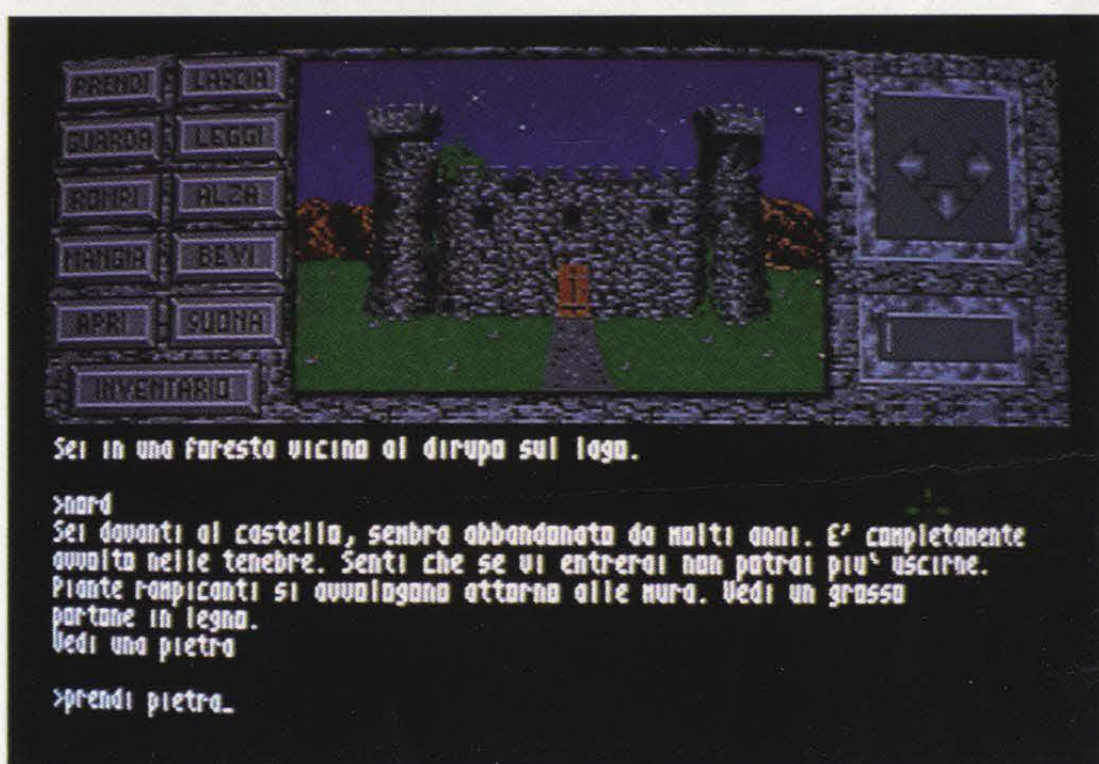 PRENDI LASCIA
GUARDA LEGGI
ROMPI ALZA
MANGIA BEVI
APRI SUONA
INVENTARIO
Sei in una foresta vicino al dirupo sul lago.
>nord
Sei davanti al castello, sembra abbandonato da molti anni. E' completamente
avvolto nelle tenebre. Senti che se vi entrerai non potrai piu' uscirne.
Piante rampicanti si avvologono attorno alle mura. Vedi un grosso
portone in legno.
Vedi una pietra
>prendi pietra_